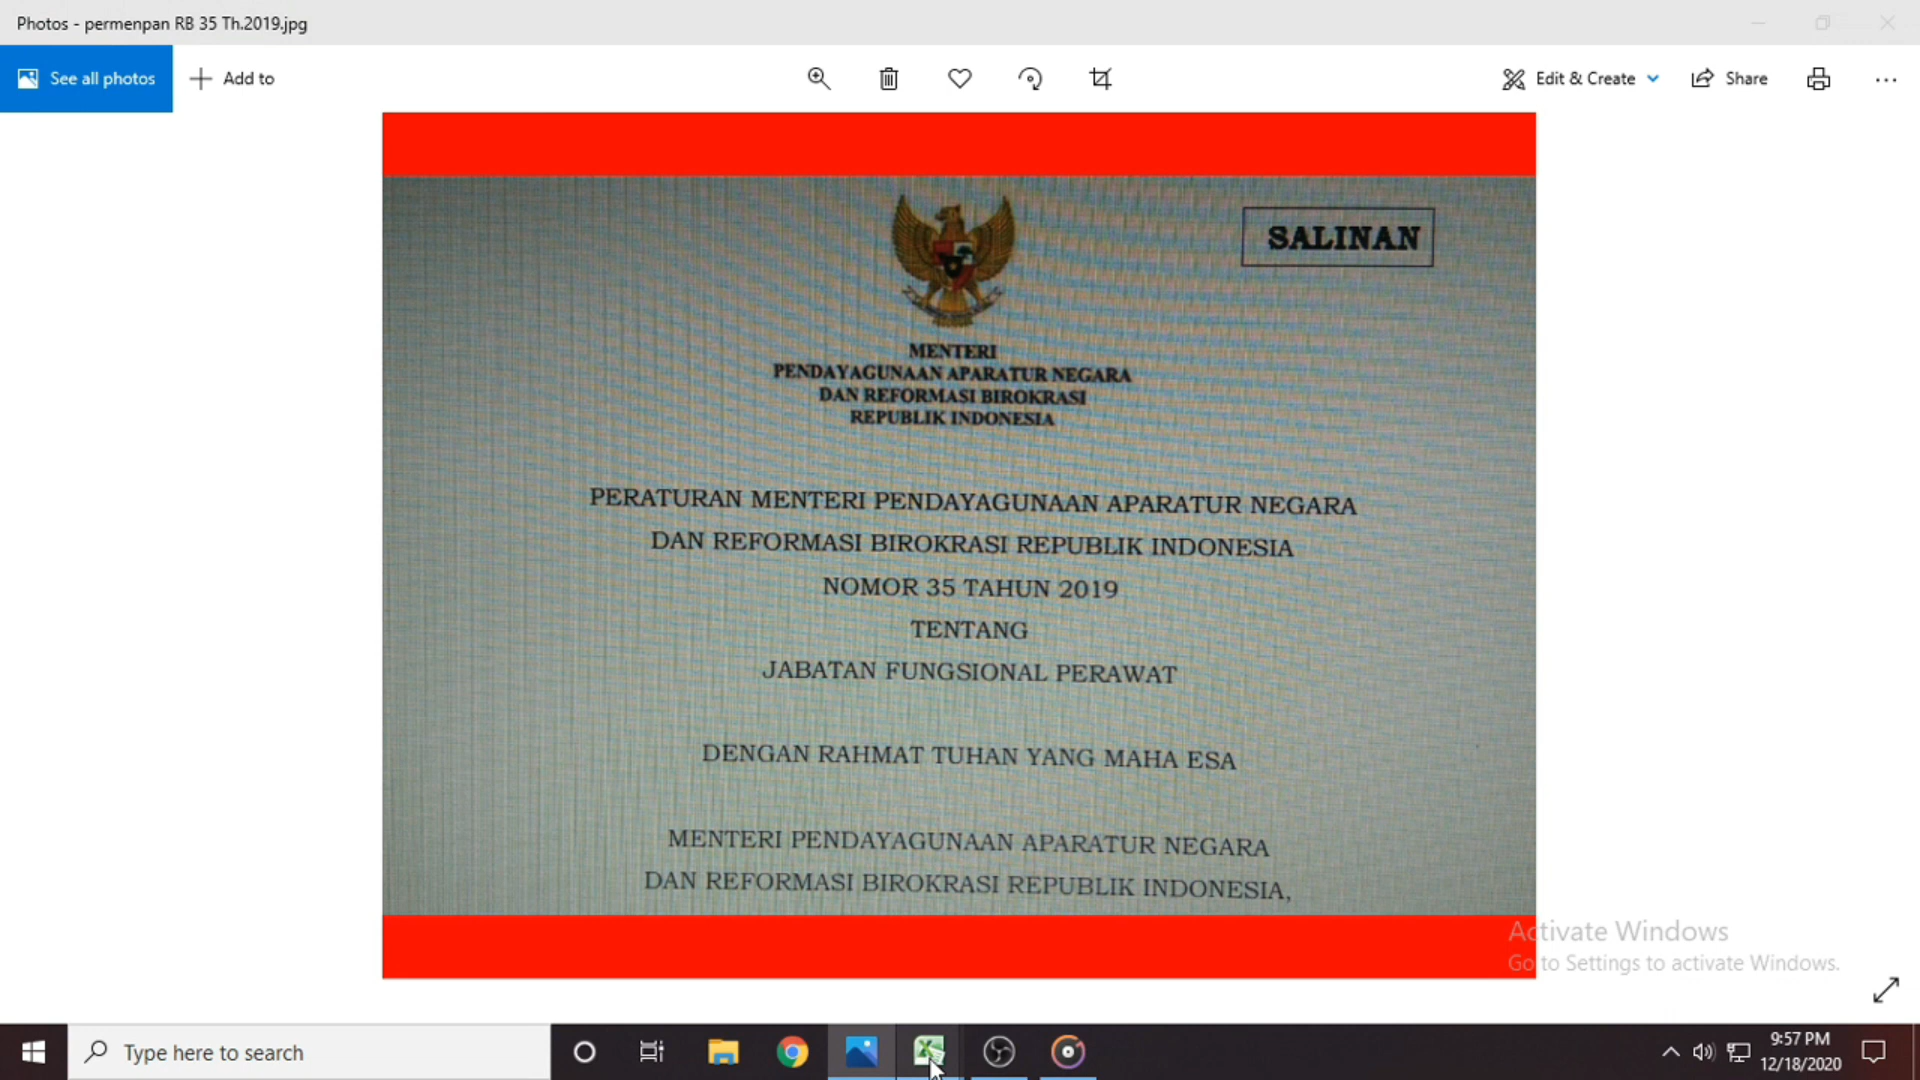 Photos - permenpan RB 35 Th.2019.jpg
See all photos
Add to
Edit & Create
Share
SALINAN
MENTERI
PENDAYAGUNAAN APARATUR NEGARA
DAN REFORMASI BIROKRASI
REPUBLIK INDONESIA
PERATURAN MENTERI PENDAYAGUNAAN APARATUR NEGARA
DAN REFORMASI BIROKRASI REPUBLIK INDONESIA
NOMOR 35 TAHUN 2019
TENTANG
JABATAN FUNGSIONAL PERAWAT
DENGAN RAHMAT TUHAN YANG MAHA ESA
MENTERI PENDAYAGUNAAN APARATUR NEGARA
DAN REFORMASI BIROKRASI REPUBLIK INDONESIA,
Activate Windows
Go to Settings to activate Windows.
Type here to search
9:57 PM
12/18/2020